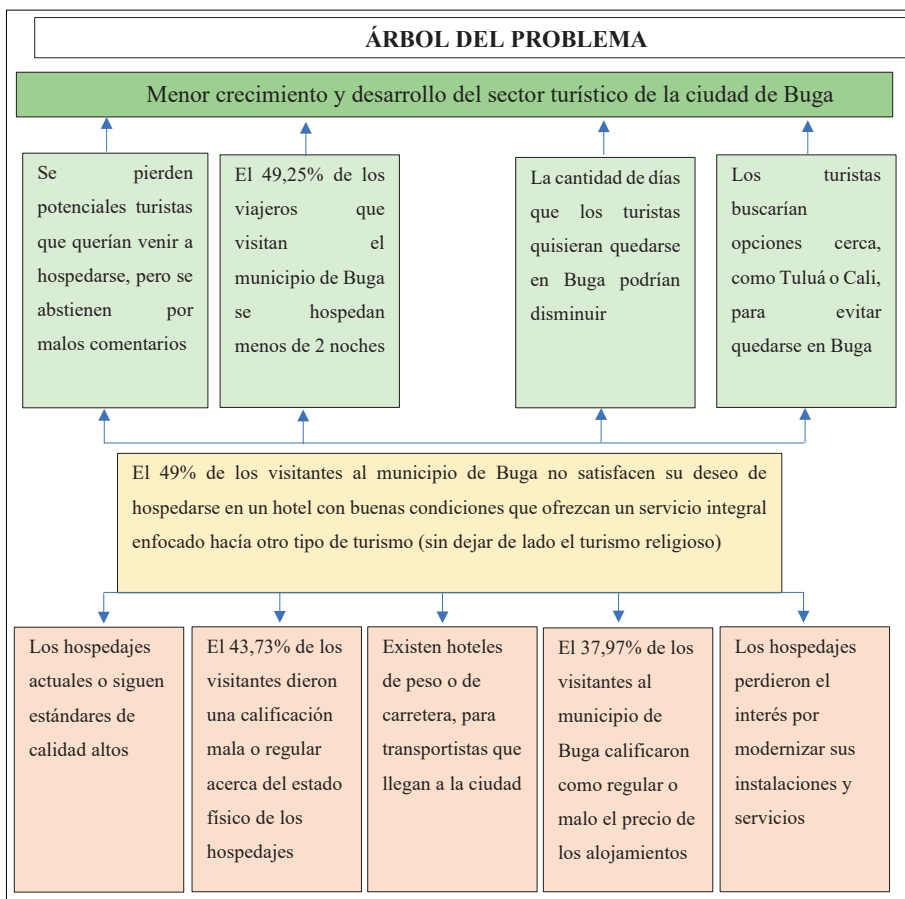 ÁRBOL DEL PROBLEMA
Menor crecimiento y desarrollo del sector turístico de la ciudad de Buga
Se pierden
potenciales turistas
que querían venir a
hospedarse, pero se
abstienen por
malos comentarios
El 49,25% de los
viajeros que
visitan el
municipio de Buga
se hospedan
menos de 2 noches
La cantidad de días
que los turistas
quisieran quedarse
en Buga podrían
disminuir
Los turistas
buscarían
opciones cerca,
como Tuluá o Cali,
para evitar
quedarse en Buga
El 49% de los visitantes al municipio de Buga no satisfacen su deseo de
hospedarse en un hotel con buenas condiciones que ofrezcan un servicio integral
enfocado hacía otro tipo de turismo (sin dejar de lado el turismo religioso)
Los hospedajes
actuales o siguen
estándares de
calidad altos
El 43,73% de los
visitantes dieron
una calificación
mala o regular
acerca del estado
físico de los
hospedajes
Existen hoteles
de peso o de
carretera, para
transportistas que
llegan a la ciudad
El 37,97% de los
visitantes al
municipio de
Buga calificaron
como regular o
malo el precio de
los alojamientos
Los hospedajes
perdieron el
interés por
modernizar sus
instalaciones y
servicios